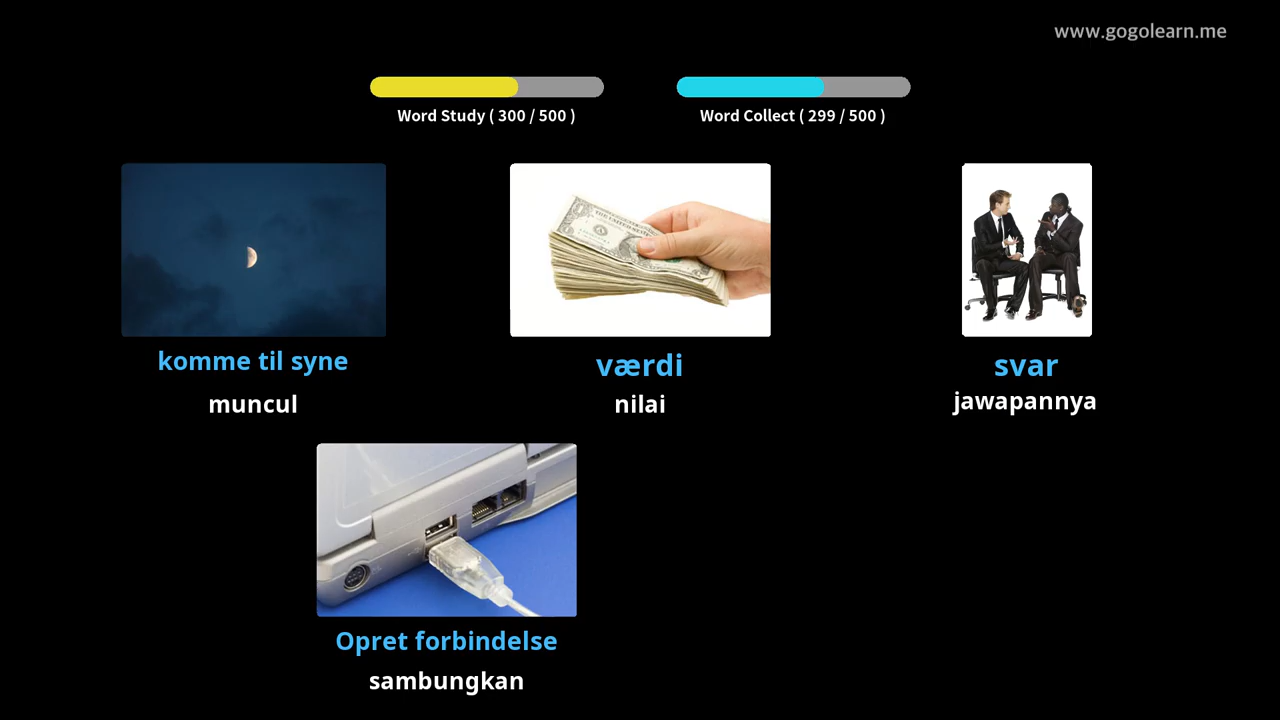 www.gogolearn.me
Word Study ( 300 / 500 )
Word Collect ( 299 / 500 )
komme til syne
muncul
værdi
nilai
svar
jawapannya
Opret forbindelse
sambungkan